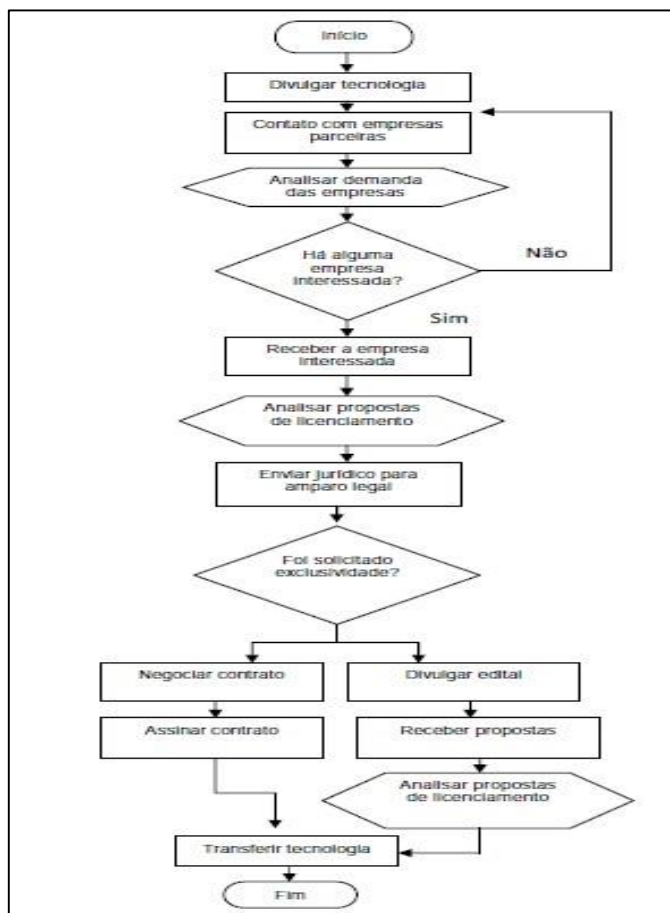 Início
Divulgar tecnologia
Contato com empresas
parceiras
Analisar demanda
das empresas
Há alguma
empresa
interessada?
Não
Sim
Receber a empresa
interessada
Analisar propostas
de licenciamento
Enviar jurídico para
amparo legal
Foi solicitado
exclusividade?
Negociar contrato
Divulgar edital
Assinar contrato
Receber propostas
Analisar propostas
de licenciamento
Transferir tecnologia
Fim